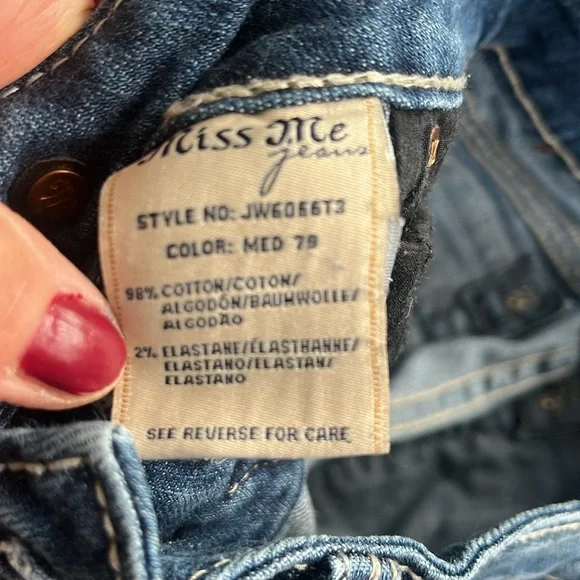 Miss Me
jeans
STYLE NO: JW6066T3
COLOR: MED 79
98% COTTON/COTON/
ALGODÓN/BAUMWOLLE/
ALGODÃO
2% ELASTANE/ÉLASTHANNE/
ELASTANO/ELASTAN/
ELASTANO
SEE REVERSE FOR CARE